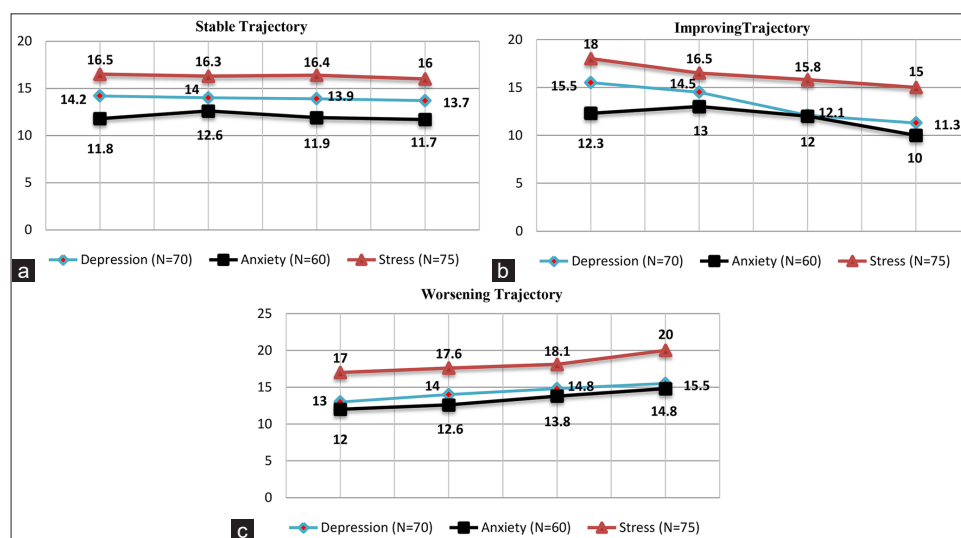 Stable Trajectory
20
15
10
5
0
16.5 16.3 16.4 16
14.2 14 13.9 13.7
11.8 12.6 11.9 11.7
Depression (N=70) Anxiety (N=60) Stress (N=75)
a
ImprovingTrajectory
20
15
10
5
0
18 16.5 15.8 15
15.5 14.5 12.1 11.3
12.3 13 12 10
Depression (N=70) Anxiety (N=60) Stress (N=75)
b
Worsening Trajectory
25
20
15
10
5
0
17 17.6 18.1 20
13 14 14.8 15.5
12 12.6 13.8 14.8
Depression (N=70) Anxiety (N=60) Stress (N=75)
c